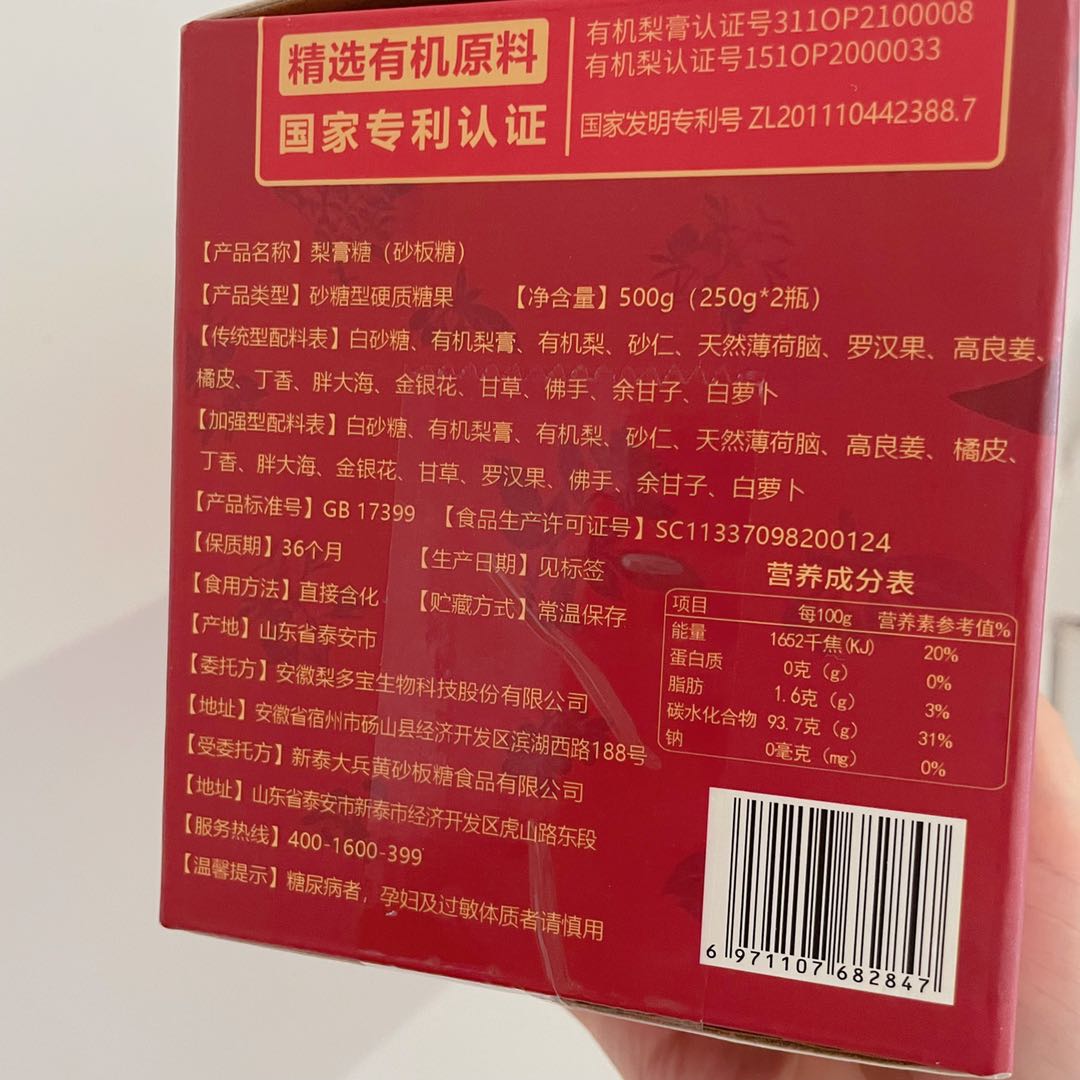 精选有机原料
国家专利认证
有机梨膏认证号311OP2100008
有机梨认证号151OP2000033
国家发明专利号 ZL201110442388.7
【产品名称】梨膏糖（砂板糖）
【产品类型】砂糖型硬质糖果 【净含量】500g（250g*2瓶）
【传统型配料表】白砂糖、有机梨膏、有机梨、砂仁、天然薄荷脑、罗汉果、高良姜、
橘皮、丁香、胖大海、金银花、甘草、佛手、余甘子、白萝卜
【加强型配料表】白砂糖、有机梨膏、有机梨、砂仁、天然薄荷脑、高良姜、橘皮、
丁香、胖大海、金银花、甘草、罗汉果、佛手、余甘子、白萝卜
【产品标准号】GB 17399 【食品生产许可证号】SC11337098200124
【保质期】36个月 【生产日期】见标签
【食用方法】直接含化 【贮藏方式】常温保存
【产地】山东省泰安市
【委托方】安徽梨多宝生物科技股份有限公司
【地址】安徽省宿州市砀山县经济开发区滨湖西路188号
【受委托方】新泰大兵黄砂板糖食品有限公司
【地址】山东省泰安市新泰市经济开发区虎山路东段
【服务热线】400-1600-399
【温馨提示】糖尿病者，孕妇及过敏体质者请慎用
营养成分表
项目 每100g 营养素参考值%
能量 1652千焦(KJ) 20%
蛋白质 0克（g） 0%
脂肪 1.6克（g） 3%
碳水化合物 93.7克（g） 31%
钠 0毫克（mg） 0%
6 971107 682847